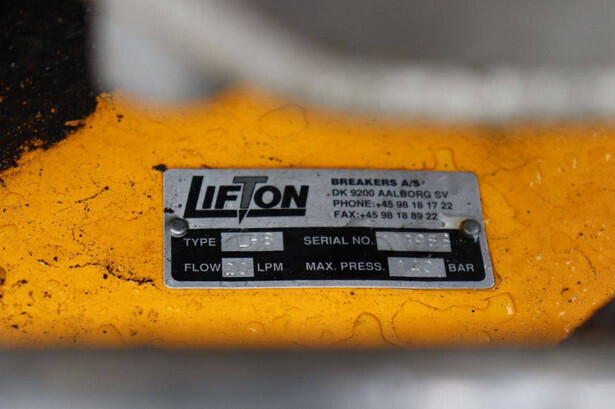 LIFTON
BREAKERS A/S
DK 9200 AALBORG SV
PHONE:+45 98 18 17 22
FAX:+45 98 18 89 22
TYPE SERIAL NO.
FLOW LPM MAX. PRESS. BAR